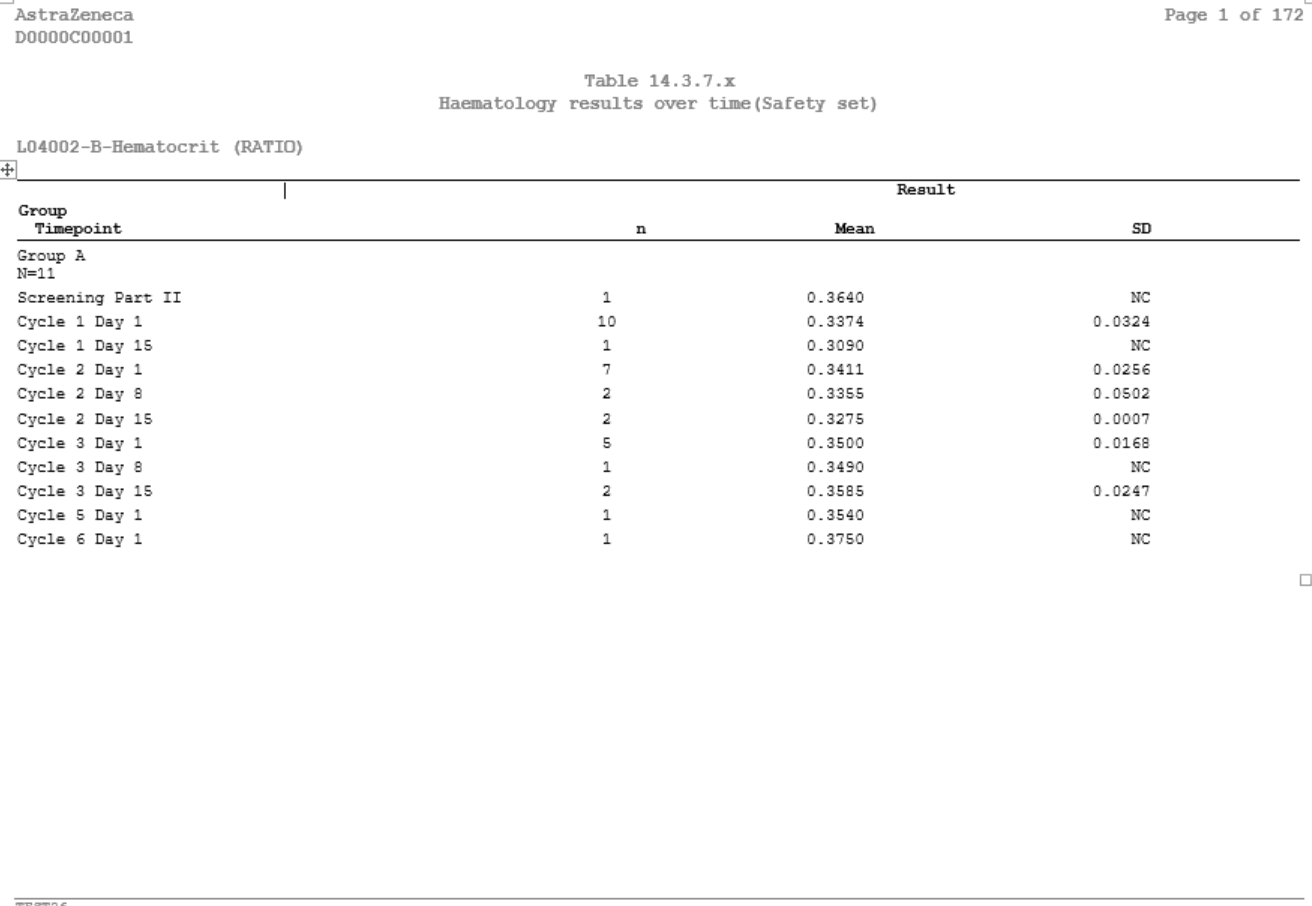 AstraZeneca Page 1 of 172
D0000C00001
Table 14.3.7.x
Haematology results over time(Safety set)
L04002-B-Hematocrit (RATIO)
Result
Group
Timepoint n Mean SD
Group A
N=11
Screening Part II 1 0.3640 NC
Cycle 1 Day 1 10 0.3374 0.0324
Cycle 1 Day 15 1 0.3090 NC
Cycle 2 Day 1 7 0.3411 0.0256
Cycle 2 Day 8 2 0.3355 0.0502
Cycle 2 Day 15 2 0.3275 0.0007
Cycle 3 Day 1 5 0.3500 0.0168
Cycle 3 Day 8 1 0.3490 NC
Cycle 3 Day 15 2 0.3585 0.0247
Cycle 5 Day 1 1 0.3540 NC
Cycle 6 Day 1 1 0.3750 NC